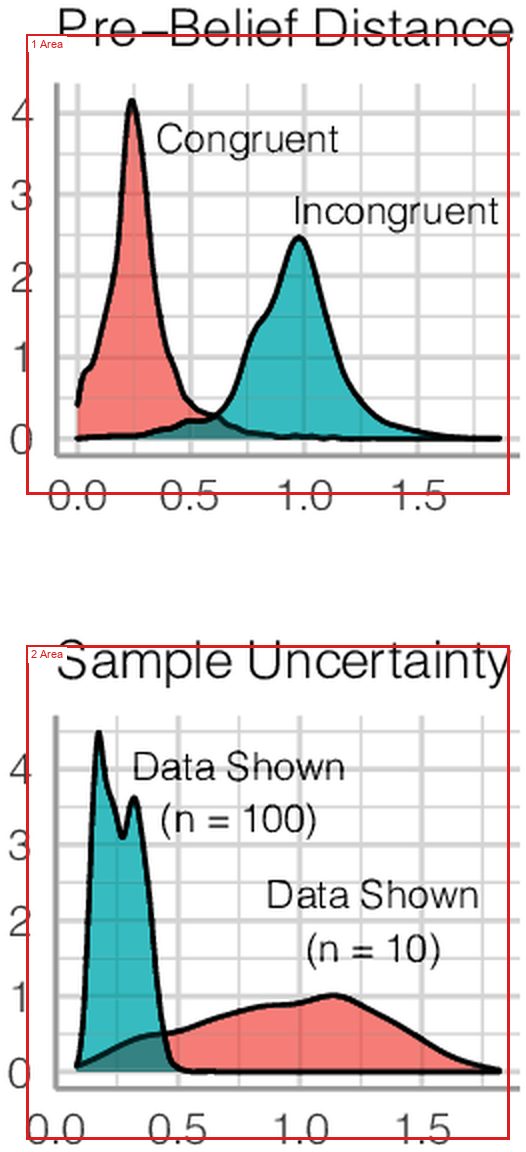 Pre–Belief Distance
1 Area
4
Congruent
3
Incongruent
2
1
0
0.0 0.5 1.0 1.5
2 Area
Sample Uncertainty
4
Data Shown
(n = 100)
3
Data Shown
2
(n = 10)
1
0
0.0 0.5 1.0 1.5